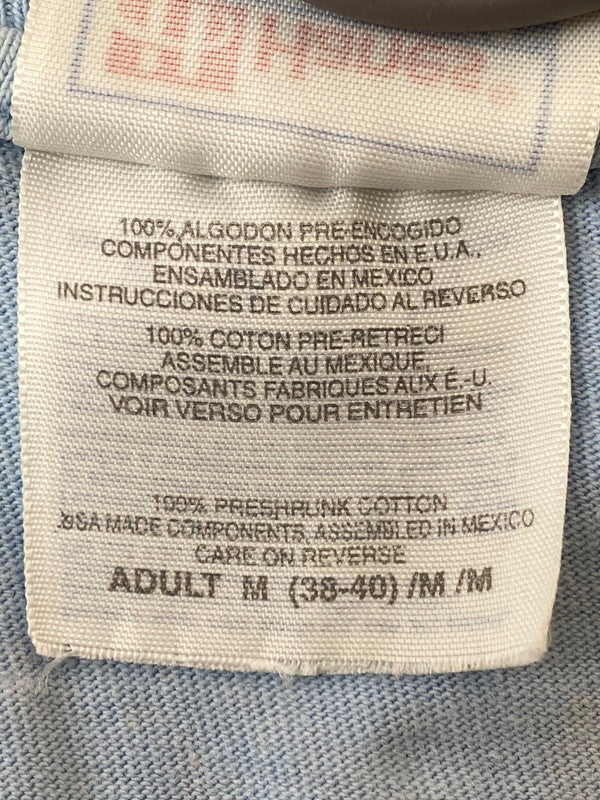 100% ALGODON PRE-ENCOGIDO
COMPONENTES HECHOS EN E.U.A.,
ENSAMBLADO EN MEXICO
INSTRUCCIONES DE CUIDADO AL REVERSO
100% COTON PRE-RETRECI
ASSEMBLE AU MEXIQUE,
COMPOSANTS FABRIQUES AUX É.-U.
VOIR VERSO POUR ENTRETIEN
100% PRESHRUNK COTTON
USA MADE COMPONENTS, ASSEMBLED IN MEXICO
CARE ON REVERSE
ADULT M (38-40) /M /M